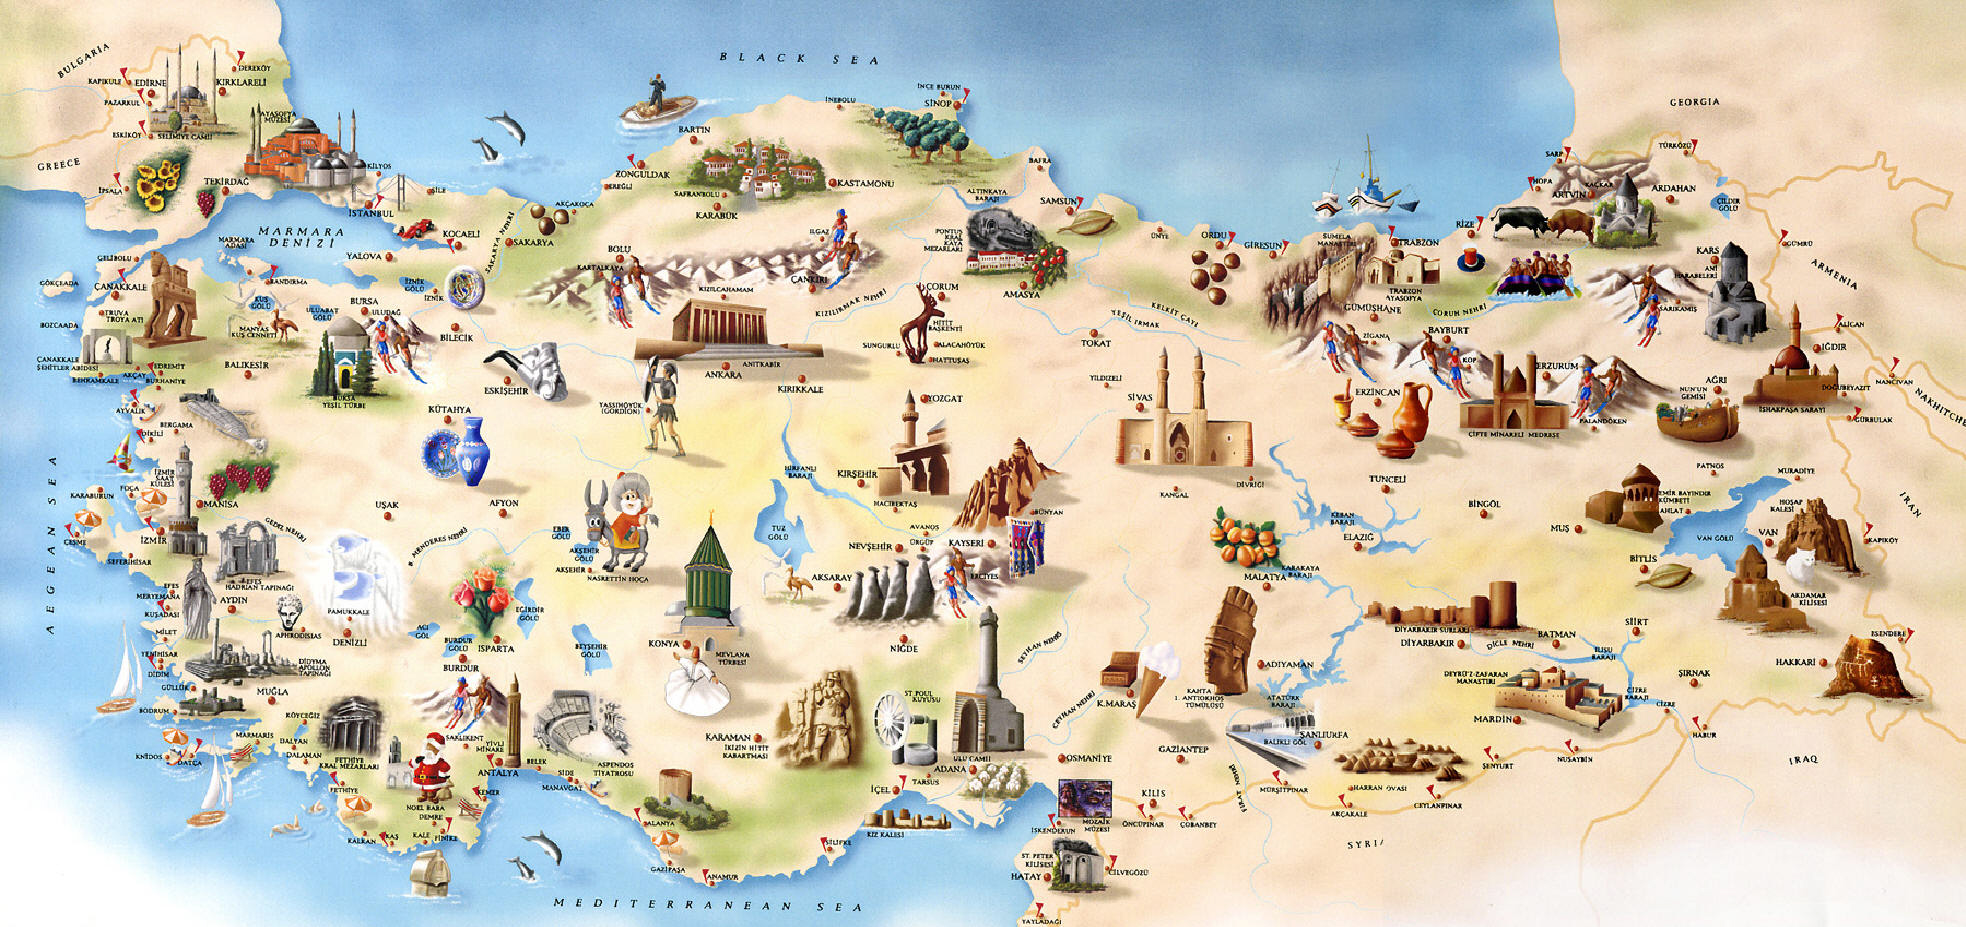 BLACK SEA
BULGARIA
KAPIKULE
EDİRNE
KIRKLARELİ
DEREKÖY
PAZARKUL
ESKİKÖY
SELİMİYE CAMİİ
AYASOFYA
MÜZESİ
GREECE
İPSALA
TEKİRDAĞ
KİLYOS
ŞİLE
İSTANBUL
MARMARA
DENİZİ
MARMARA
ADASI
KOCAELİ
YALOVA
SAKARYA NEHRİ
AKÇAKOCA
SAKARYA
GELİBOLU
GÖKÇEADA
ÇANAKKALE
BANDIRMA
KUŞ
GÖLÜ
İZNİK
GÖLÜ
İZNİK
BOZCAADA
TRUVA
TROYA ATI
MANYAS
KUŞ CENNETİ
ULUABAT
GÖLÜ
BURSA
ULUDAĞ
BİLECİK
ÇANAKKALE
ŞEHİTLER ABİDESİ
BEHRAMKALE
AKÇAY
EDREMİT
BURHANİYE
BALIKESİR
BURSA
YEŞİL TÜRBE
AYVALIK
BERGAMA
DİKİLİ
KÜTAHYA
ESKİŞEHİR
BARTIN
İNEBOLU
İNCE BURUN
SİNOP
ZONGULDAK
EREĞLİ
SAFRANBOLU
KARABÜK
KASTAMONU
ALTINKAYA
BARAJI
BAFRA
SAMSUN
BOLU
KARTALKAYA
ILGAZ
ÇANKIRI
KIZILCAHAMAM
KIZILIRMAK NEHRİ
PONTUS
KRAL
KAYA
MEZARLARI
AMASYA
ÇORUM
HİTİT
BAŞKENTİ
SUNGURLU
ALACAHÖYÜK
HATTUŞAŞ
ANITKABİR
ANKARA
KIRIKKALE
YASSIHÖYÜK
(GORDION)
ÜNYE
ORDU
GİRESUN
KELKET ÇAYI
YEŞİL IRMAK
TOKAT
YILDIZELİ
SİVAS
YOZGAT
SUMELA
MANASTIRI
TRABZON
TRABZON
AYASOFYA
GÜMÜŞHANE
RİZE
ÇORUH NEHRİ
BAYBURT
ZİGANA
KOP
SARP
HOPA
ARTVİN
KAÇKAR
TÜRKÖZÜ
ARDAHAN
ÇILDIR
GÖLÜ
GEORGIA
GÜMRÜ
ARMENIA
KARS
ANİ
HARABELERİ
SARIKAMIŞ
ALİCAN
IĞDIR
ERZİNCAN
ERZURUM
ÇİFTE MİNARELİ MEDRESE
PALANDÖKEN
AĞRI
NUH'UN
GEMİSİ
DOĞUBEYAZIT
İSHAKPAŞA SARAYI
GÜRBULAK
MANCIVAN
NAKHITCHE
İZMİR
SAAT
KULESİ
KARABURUN
FOÇA
MANİSA
ÇEŞME
İZMİR
GEDİZ NEHRİ
SEFERİHİSAR
UŞAK
AFYON
B.MENDERES NEHRİ
AEGEAN SEA
EFES
MERYEMANA
EFES
HADRIAN TAPINAĞI
KUŞADASI
AYDIN
APHRODISIAS
PAMUKKALE
DENİZLİ
MİLET
YENİHİSAR
DİDİM
DİDYMA
APOLLON
TAPINAĞI
GÜLLÜK
MUĞLA
BODRUM
KÖYCEĞİZ
KNİDOS
DATÇA
MARMARİS
DALYAN
DALAMAN
FETHİYE
KRAL MEZARLARI
FETHİYE
EBER
GÖLÜ
AKŞEHİR
GÖLÜ
AKŞEHİR
NASRETTİN HOCA
ACI
GÖL
BURDUR
GÖLÜ
BURDUR
ISPARTA
EĞİRDİR
GÖLÜ
BEYŞEHİR
GÖLÜ
SAKLIKENT
YİVLİ
MİNARE
ANTALYA
BELEK
SİDE
MANAVGAT
ASPENDOS
TİYATROSU
NOEL BABA
DEMRE
KEMER
KALE
FİNİKE
KAŞ
KALKAN
ALANYA
GAZİPAŞA
ANAMUR
MEDITERRANEAN SEA
HİRFANLI
BARAJI
TUZ
GÖLÜ
KIRŞEHİR
HACIBEKTAŞ
NEVŞEHİR
AVANOS
ÜRGÜP
KAYSERİ
BÜNYAN
ERCİYES
AKSARAY
KONYA
MEVLANA
TÜRBESİ
NİĞDE
KARAMAN
İKİZİN HİTİT
KABARTMASI
ST.POUL
KUYUSU
ULU CAMİİ
ADANA
TARSUS
İÇEL
KIZ KALESİ
SİLİFKE
SEYHAN NEHRİ
CEYHAN NEHRİ
K.MARAŞ
OSMANİYE
MOZAİK
MÜZESİ
İSKENDERUN
ST. PETER
KİLİSESİ
HATAY
CİLVEGÖZÜ
YAYLADAĞI
KİLİS
ÖNCÜPINAR
ÇOBANBEY
GAZİANTEP
FIRAT NEHRİ
KANGAL
DİVRİĞİ
TUNCELİ
BİNGÖL
KEBAN
BARAJI
ELAZIĞ
KARAKAYA
BARAJI
MALATYA
ADIYAMAN
KAHTA
1. ANTIOKHOS
TÜMÜLÜSÜ
ATATÜRK
BARAJI
BALIKLI GÖL
ŞANLIURFA
MÜRŞİTPINAR
HARRAN OVASI
AKÇAKALE
CEYLANPINAR
SYRIA
DİYARBAKIR SURLARI
DİYARBAKIR
DİCLE NEHRİ
BATMAN
SİİRT
ILISU
BARAJI
DEYRÜ'Z-ZAFARAN
MANASTIRI
MARDİN
ŞENYURT
NUSAYBİN
CİZRE
BARAJI
CİZRE
ŞIRNAK
HABUR
IRAQ
MUŞ
PATNOS
EMİR BAYINDIR
KÜMBETİ
AHLAT
BİTLİS
VAN GÖLÜ
MURADİYE
HOŞAP
KALESİ
VAN
AKDAMAR
KİLİSESİ
KAPIKÖY
IRAN
ESENDERE
HAKKARİ